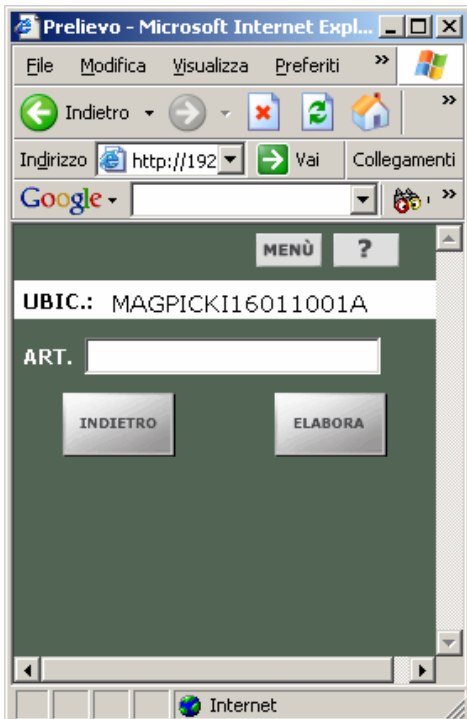 Prelievo - Microsoft Internet Expl...
File Modifica Visualizza Preferiti »
Indietro »
Indirizzo http://192 Vai Collegamenti
Google »
MENÙ ?
UBIC.: MAGPICKI16011001A
ART.
INDIETRO ELABORA
Internet